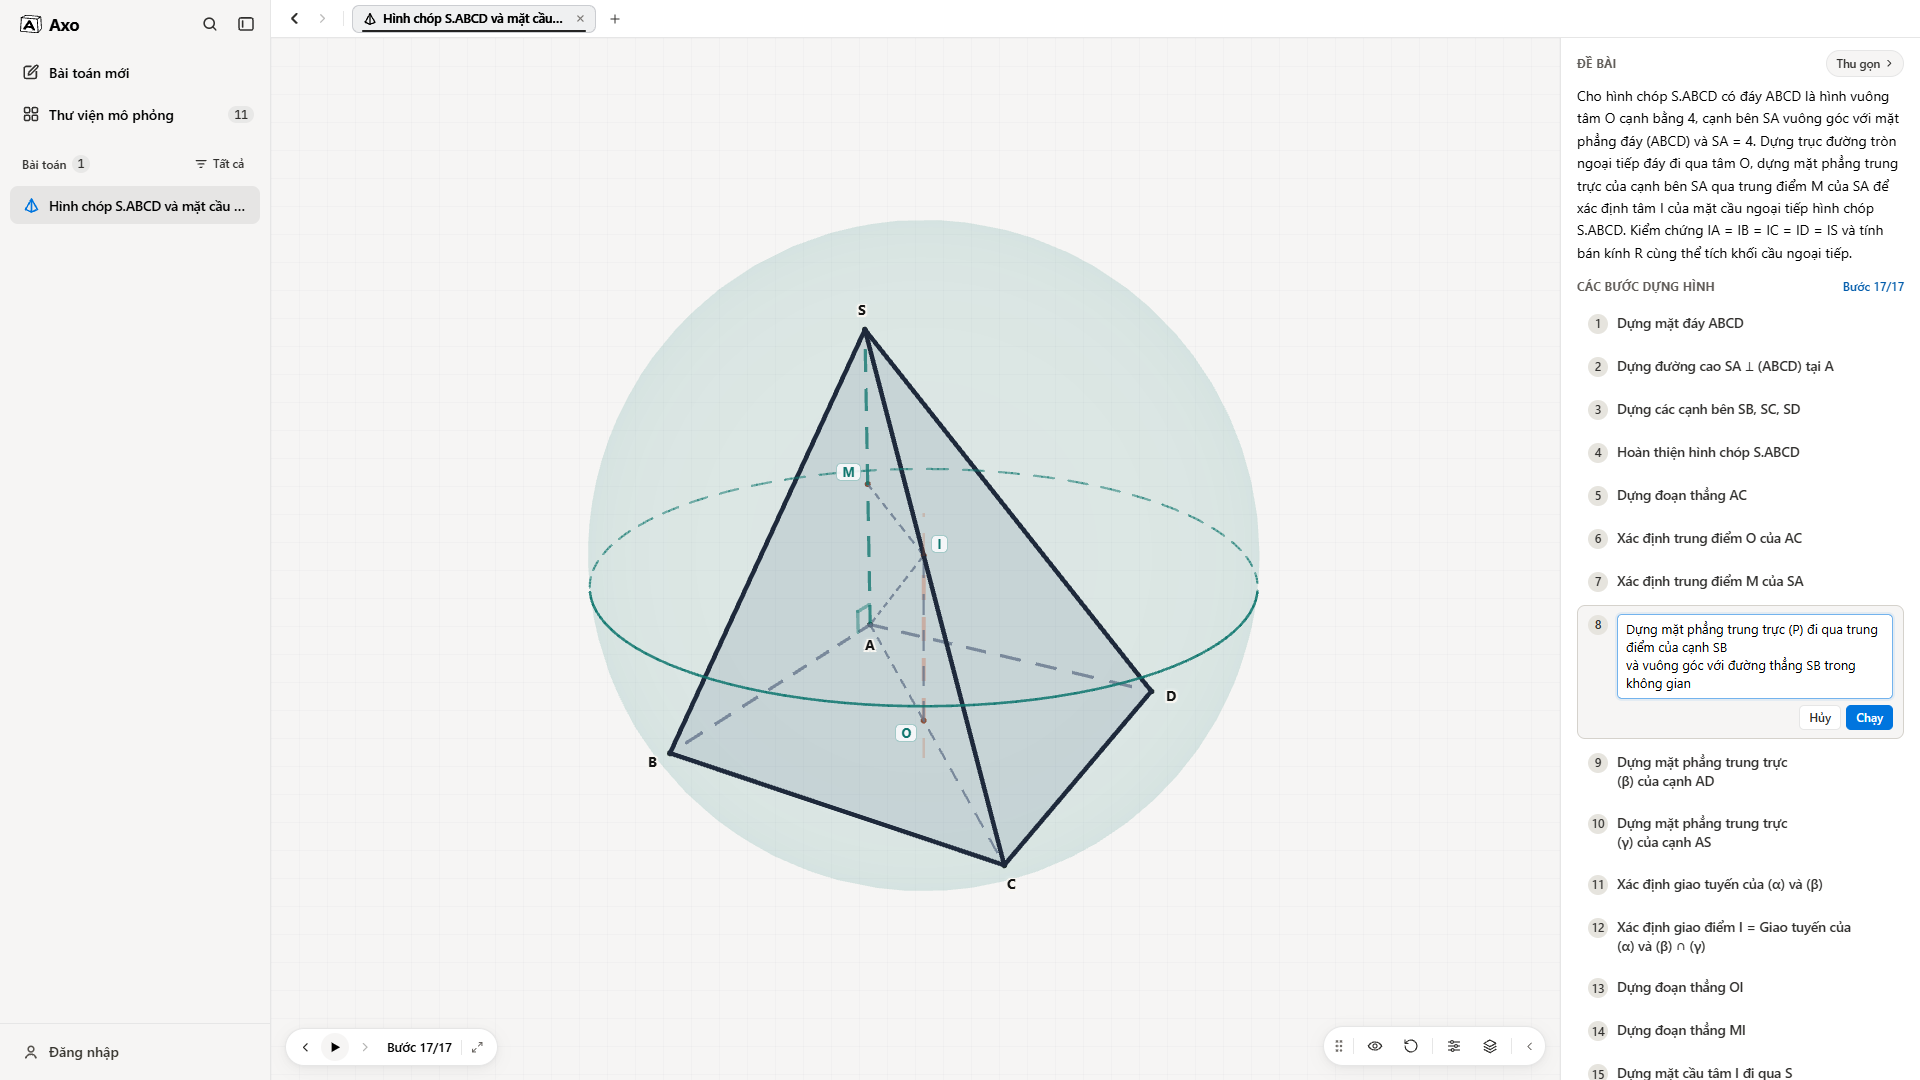 Axo
Bài toán mới
Thư viện mô phỏng 11
Bài toán 1 Tất cả
Hình chóp S.ABCD và mặt cầu ...
Đăng nhập
Hình chóp S.ABCD và mặt cầu...
S
M
I
A
D
O
B
C
Bước 17/17
ĐỀ BÀI Thu gọn
Cho hình chóp S.ABCD có đáy ABCD là hình vuông
tâm O cạnh bằng 4, cạnh bên SA vuông góc với mặt
phẳng đáy (ABCD) và SA = 4. Dựng trục đường tròn
ngoại tiếp đáy đi qua tâm O, dựng mặt phẳng trung
trực của cạnh bên SA qua trung điểm M của SA để
xác định tâm I của mặt cầu ngoại tiếp hình chóp
S.ABCD. Kiểm chứng IA = IB = IC = ID = IS và tính
bán kính R cùng thể tích khối cầu ngoại tiếp.
CÁC BƯỚC DỰNG HÌNH Bước 17/17
1 Dựng mặt đáy ABCD
2 Dựng đường cao SA ⊥ (ABCD) tại A
3 Dựng các cạnh bên SB, SC, SD
4 Hoàn thiện hình chóp S.ABCD
5 Dựng đoạn thẳng AC
6 Xác định trung điểm O của AC
7 Xác định trung điểm M của SA
8 Dựng mặt phẳng trung trực (P) đi qua trung
điểm của cạnh SB
và vuông góc với đường thẳng SB trong
không gian
Hủy Chạy
9 Dựng mặt phẳng trung trực
(β) của cạnh AD
10 Dựng mặt phẳng trung trực
(γ) của cạnh AS
11 Xác định giao tuyến của (α) và (β)
12 Xác định giao điểm I = Giao tuyến của
(α) và (β) ∩ (γ)
13 Dựng đoạn thẳng OI
14 Dựng đoạn thẳng MI
15 Dựng mặt cầu tâm I đi qua S